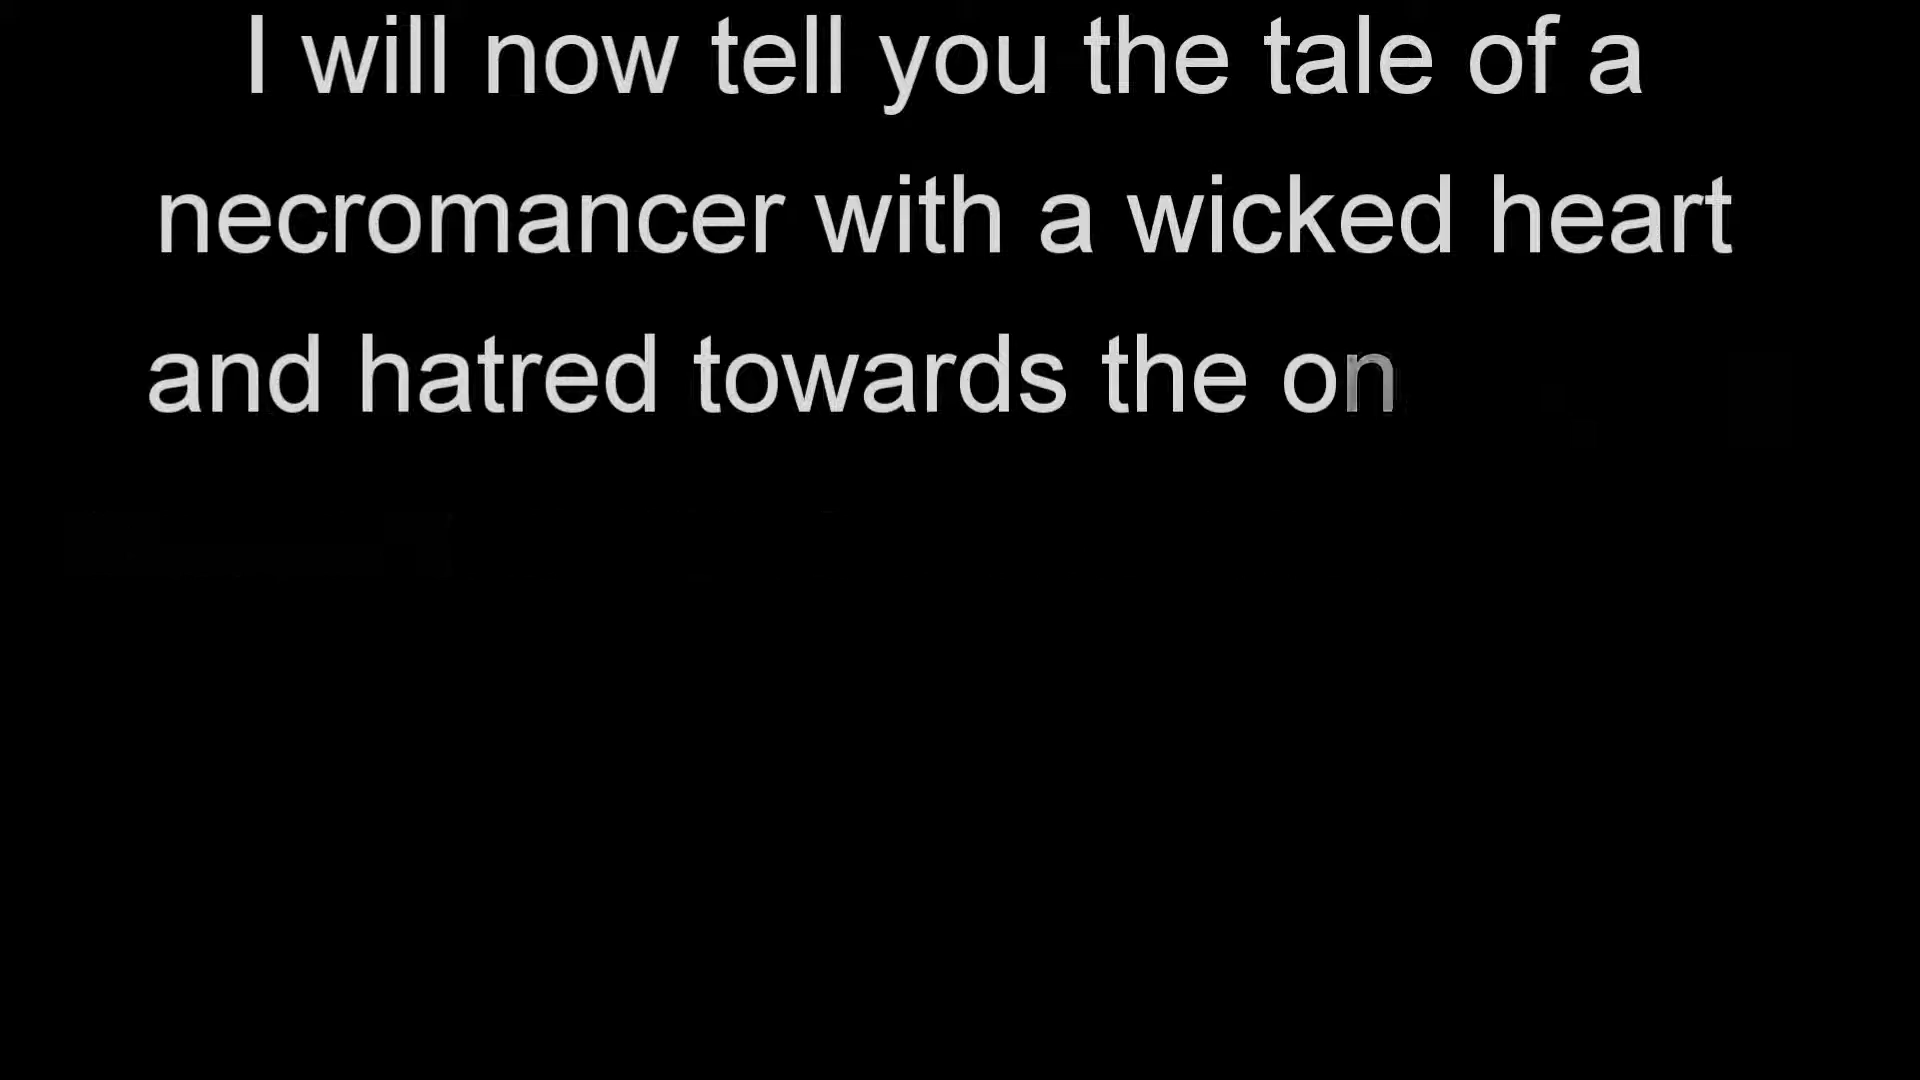 I will now tell you the tale of a
necromancer with a wicked heart
and hatred towards the on